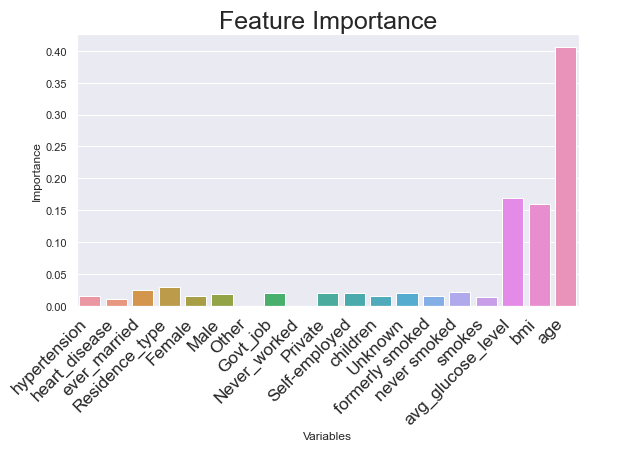 Feature Importance
0.40
0.35
0.30
0.25
0.20
0.15
0.10
0.05
0.00
Importance
hypertension
heart_disease
ever_married
Residence_type
Female
Male
Other
Govt_job
Never_worked
Private
Self-employed
children
Unknown
formerly smoked
never smoked
smokes
avg_glucose_level
bmi
age
Variables